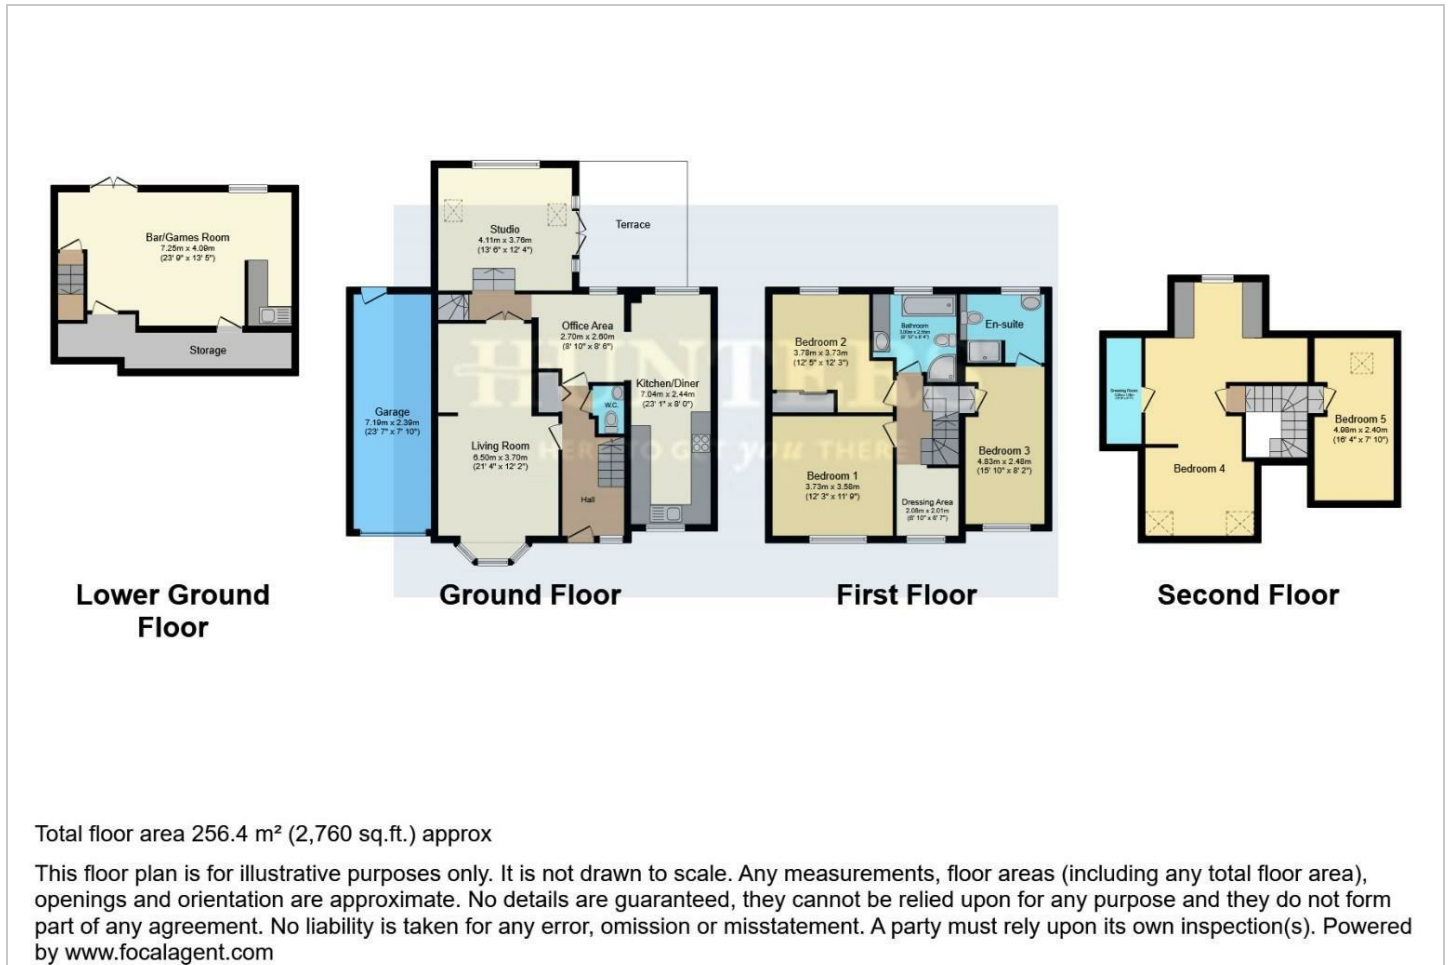 Bar/Games Room
7.25m x 4.09m
(23' 9" x 13' 5")
Storage
Lower Ground
Floor
Studio
4.11m x 3.76m
(13' 6" x 12' 4")
Terrace
Office Area
2.70m x 2.60m
(8' 10" x 8' 6")
Garage
7.19m x 2.39m
(23' 7" x 7' 10")
Living Room
6.50m x 3.70m
(21' 4" x 12' 2")
W.C.
Hall
Kitchen/Diner
7.04m x 2.44m
(23' 1" x 8' 0")
HUNTERS
HERE TO GET you THERE
Ground Floor
Bedroom 2
3.78m x 3.73m
(12' 5" x 12' 3")
Bathroom
En-suite
Bedroom 1
3.73m x 3.58m
(12' 3" x 11' 9")
Dressing Area
2.08m x 2.01m
(6' 10" x 6' 7")
Bedroom 3
4.83m x 2.48m
(15' 10" x 8' 2")
First Floor
Dressing Room
Bedroom 4
Bedroom 5
4.98m x 2.40m
(16' 4" x 7' 10")
Second Floor
Total floor area 256.4 m² (2,760 sq.ft.) approx
This floor plan is for illustrative purposes only. It is not drawn to scale. Any measurements, floor areas (including any total floor area),
openings and orientation are approximate. No details are guaranteed, they cannot be relied upon for any purpose and they do not form
part of any agreement. No liability is taken for any error, omission or misstatement. A party must rely upon its own inspection(s). Powered
by www.focalagent.com